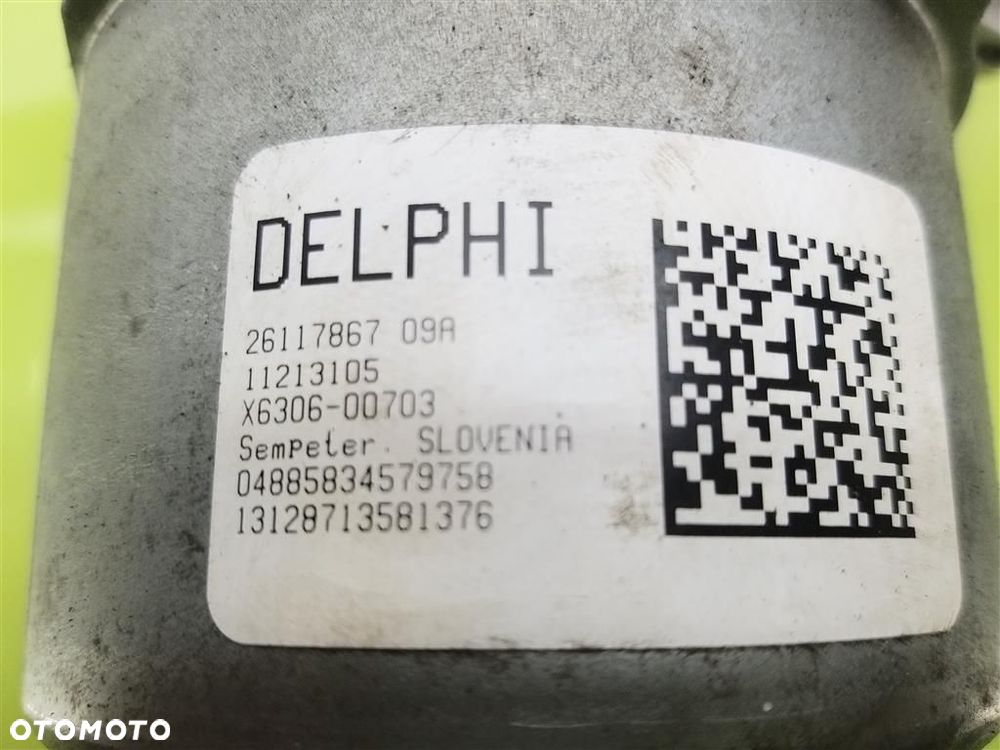 DELPHI
26117867 09A
11213105
X6306-00703
SemPeter. SLOVENIA
04885834579758
13128713581376
OTOMOTO